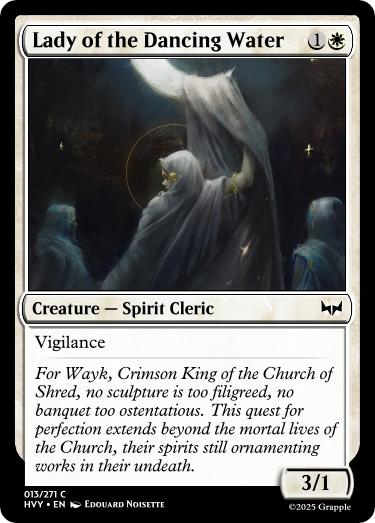 Lady of the Dancing Water 1
Creature — Spirit Cleric
Vigilance
For Wayk, Crimson King of the Church of
Shred, no sculpture is too filigreed, no
banquet too ostentatious. This quest for
perfection extends beyond the mortal lives of
the Church, their spirits still ornamenting
works in their undeath.
3/1
013/271 C
HVY • EN Edouard Noisette
©2025 Grapple